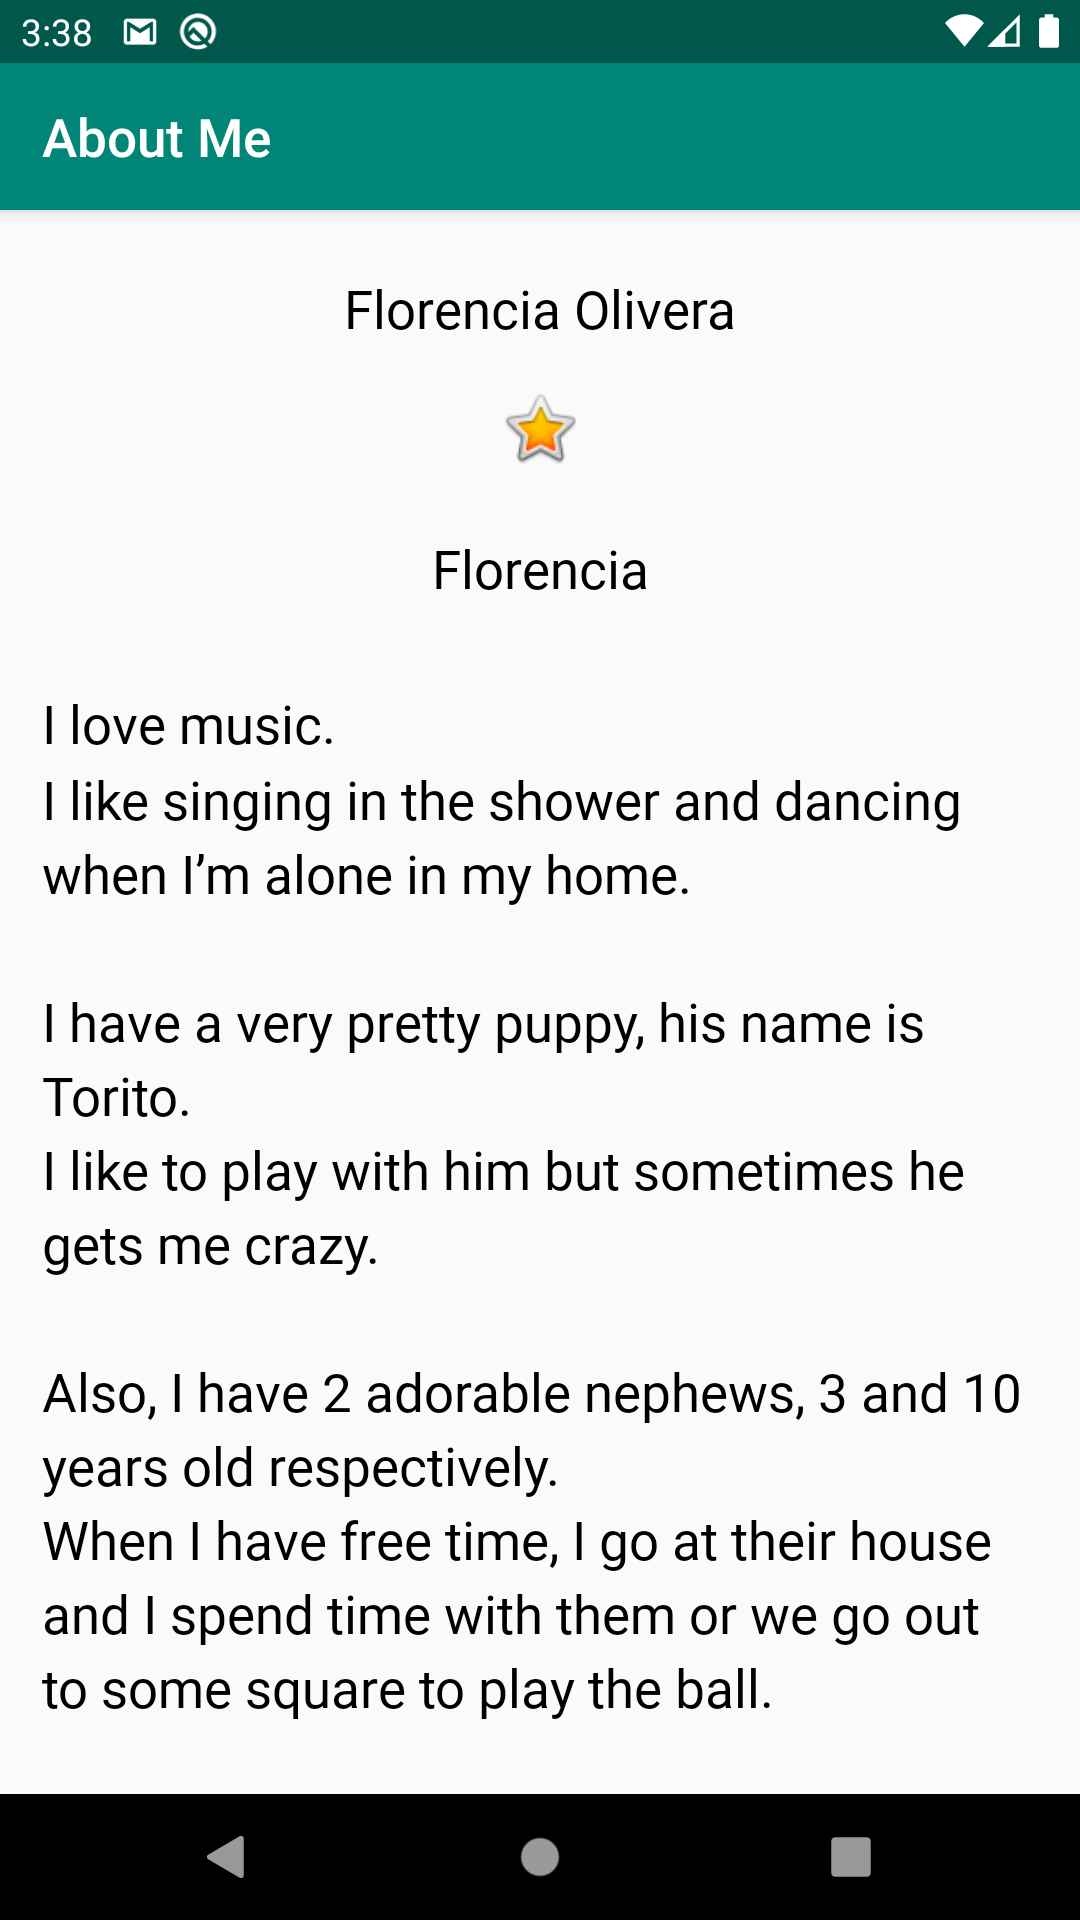 3:38
About Me
Florencia Olivera
Florencia
I love music.
I like singing in the shower and dancing
when I’m alone in my home.
I have a very pretty puppy, his name is
Torito.
I like to play with him but sometimes he
gets me crazy.
Also, I have 2 adorable nephews, 3 and 10
years old respectively.
When I have free time, I go at their house
and I spend time with them or we go out
to some square to play the ball.